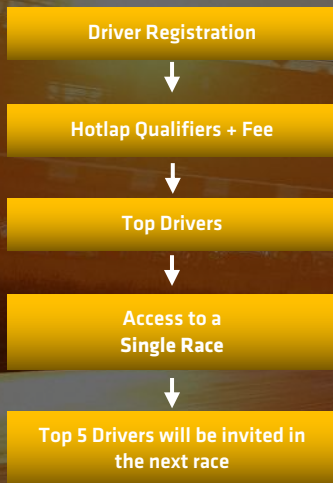 Driver Registration
Hotlap Qualifiers + Fee
Top Drivers
Access to a
Single Race
Top 5 Drivers will be invited in
the next race